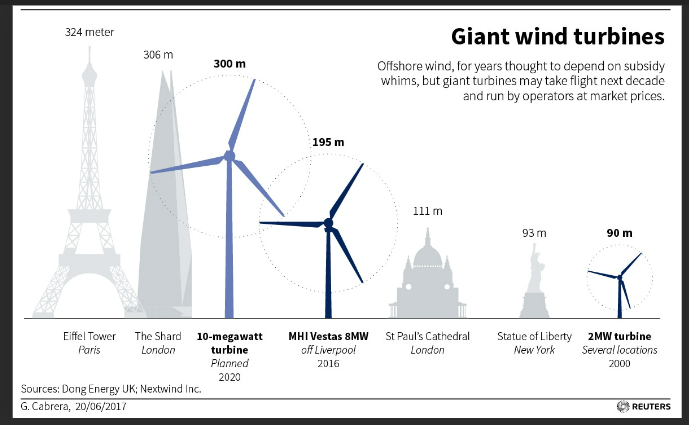 Giant wind turbines
Offshore wind, for years thought to depend on subsidy
whims, but giant turbines may take flight next decade
and run by operators at market prices.
324 meter
306 m
300 m
195 m
111 m
93 m
90 m
Eiffel Tower
Paris
The Shard
London
10-megawatt
turbine
Planned
2020
MHI Vestas 8MW
off Liverpool
2016
St Paul's Cathedral
London
Statue of Liberty
New York
2MW turbine
Several locations
2000
Sources: Dong Energy UK; Nextwind Inc.
G. Cabrera, 20/06/2017
REUTERS